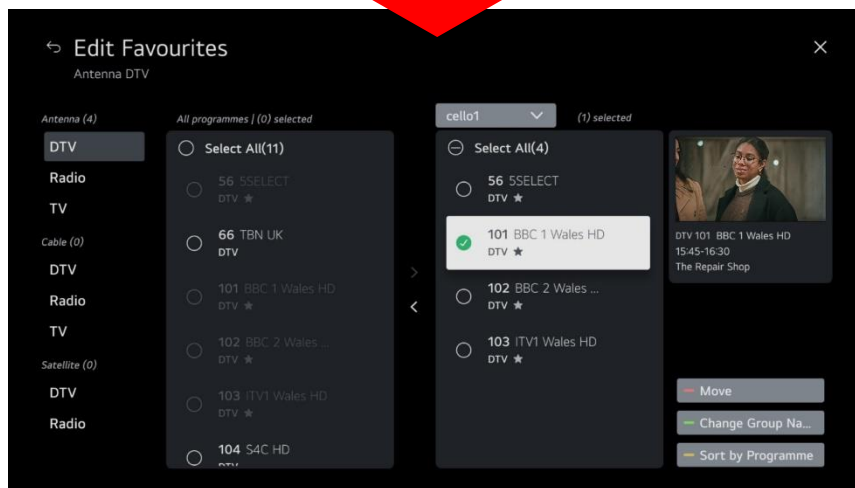 Edit Favourites
Antenna DTV
Antenna (4)
DTV
Radio
TV
Cable (0)
DTV
Radio
TV
Satellite (0)
DTV
Radio
All programmes | (0) selected
Select All(11)
56 5SELECT
DTV ★
66 TBN UK
DTV
101 BBC 1 Wales HD
DTV ★
102 BBC 2 Wales ...
DTV ★
103 ITV1 Wales HD
DTV ★
104 S4C HD
DTV
cello1
(1) selected
Select All(4)
56 5SELECT
DTV ★
101 BBC 1 Wales HD
DTV ★
102 BBC 2 Wales ...
DTV ★
103 ITV1 Wales HD
DTV ★
DTV 101 BBC 1 Wales HD
15:45-16:30
The Repair Shop
Move
Change Group Na...
Sort by Programme